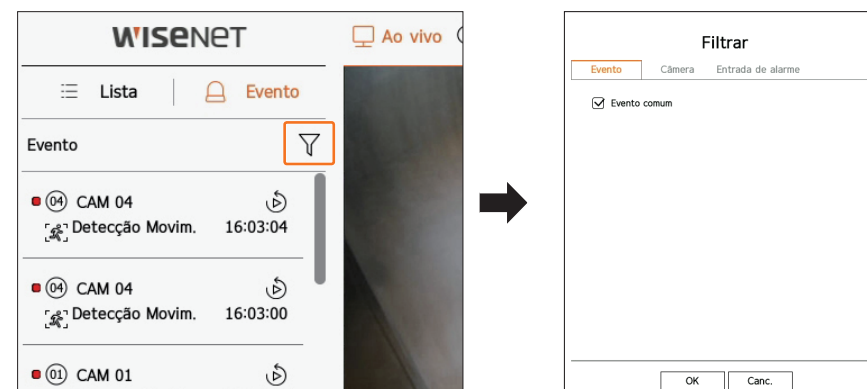 WISENET
Ao vivo
Lista
Evento
Evento
04 CAM 04
Detecção Movim. 16:03:04
04 CAM 04
Detecção Movim. 16:03:00
01 CAM 01
Filtrar
Evento Câmera Entrada de alarme
Evento comum
OK Canc.